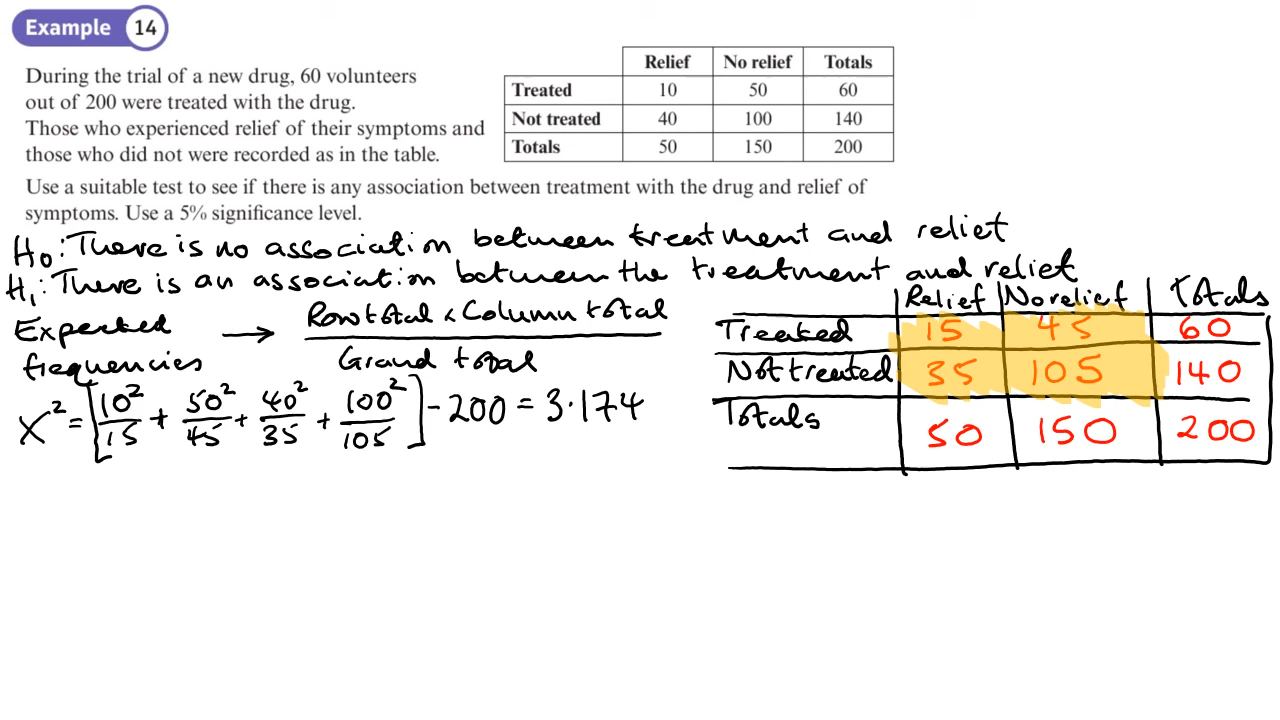 Example 14
During the trial of a new drug, 60 volunteers
out of 200 were treated with the drug.
Those who experienced relief of their symptoms and
those who did not were recorded as in the table.
Relief No relief Totals
Treated 10 50 60
Not treated 40 100 140
Totals 50 150 200
Use a suitable test to see if there is any association between treatment with the drug and relief of
symptoms. Use a 5% significance level.
H₀: There is no association between treatment and relief
H₁: There is an association between the treatment and relief
Expected frequencies → Row total × Column total / Grand total
X² = [10²/15 + 50²/45 + 40²/35 + 100²/105] - 200 = 3.174
Relief No relief Totals
Treated 15 45 60
Not treated 35 105 140
Totals 50 150 200